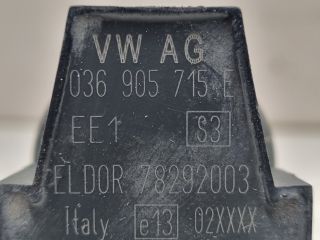 VW AG
036 905 715 E
EE1 S3
ELDOR 78292003
Italy e13 02XXXX